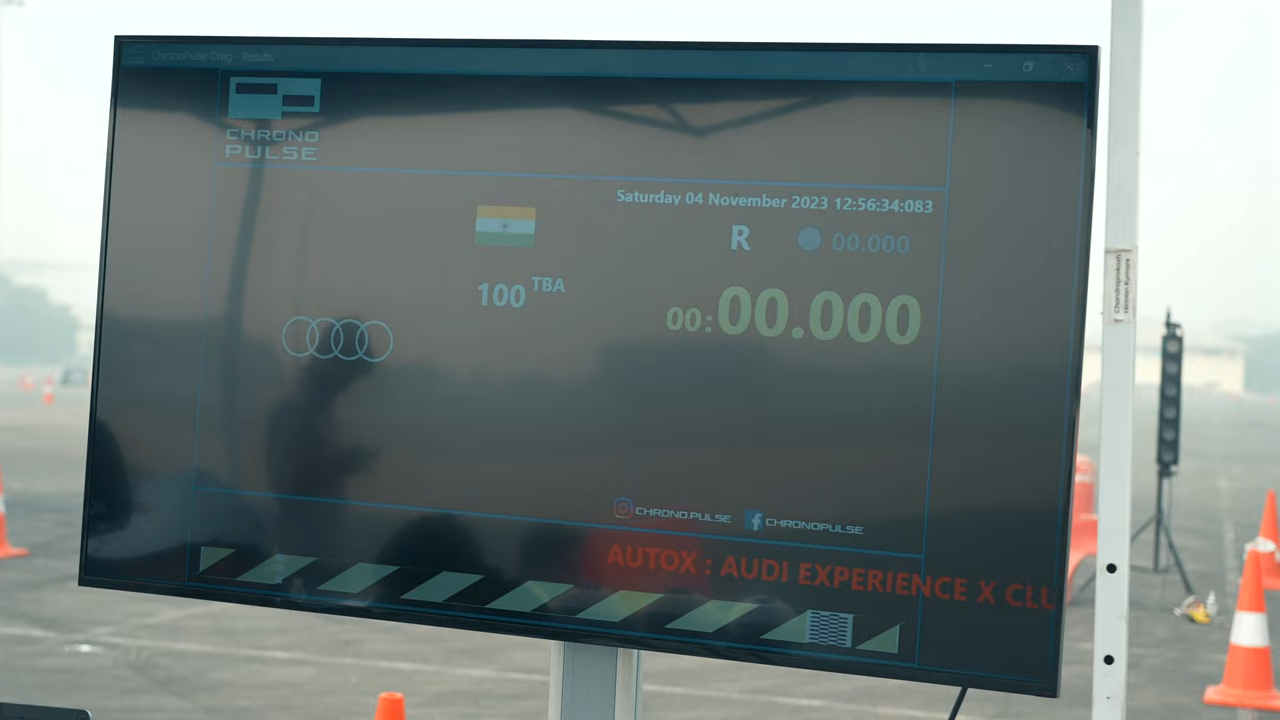 ChronoPulse Drag - Results
CHRONO
PULSE
Saturday 04 November 2023 12:56:34:083
R 00.000
100 TBA
00:00.000
CHRONO.PULSE CHRONOPULSE
AUTOX : AUDI EXPERIENCE X CLU
Chandraprakash